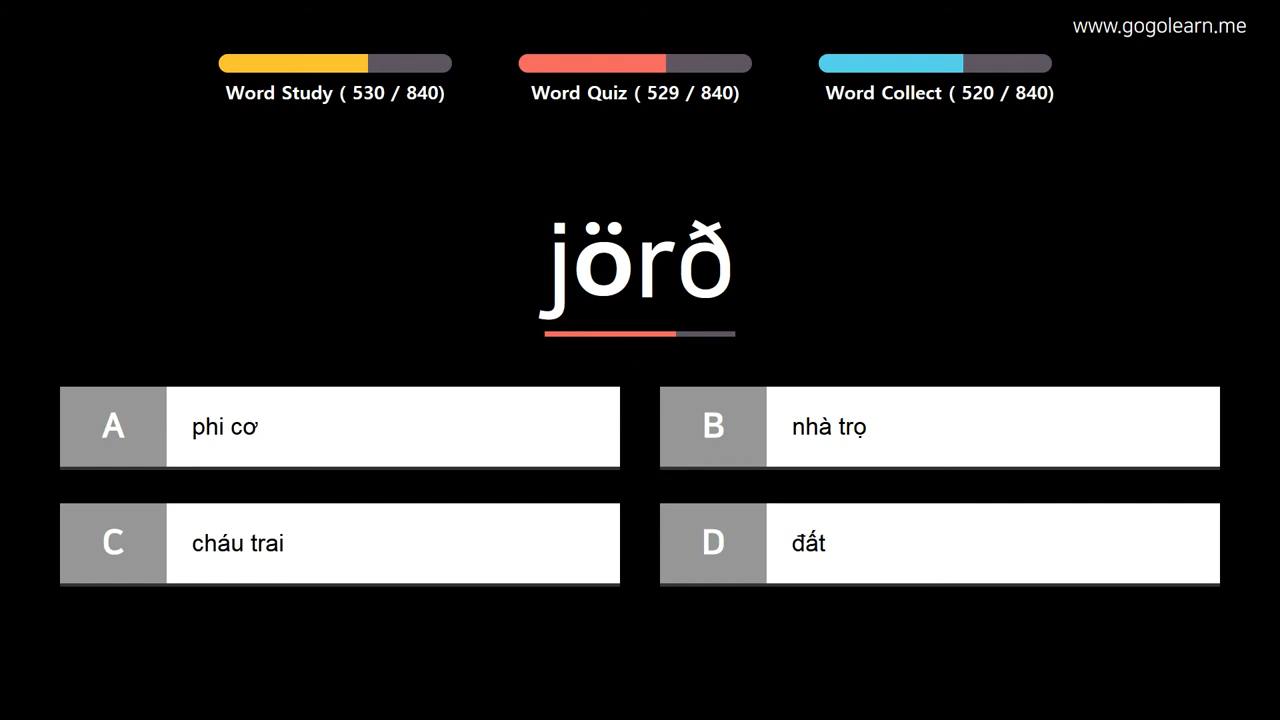 www.gogolearn.me
Word Study ( 530 / 840)
Word Quiz ( 529 / 840)
Word Collect ( 520 / 840)
jörð
A phi cơ
B nhà trọ
C cháu trai
D đất